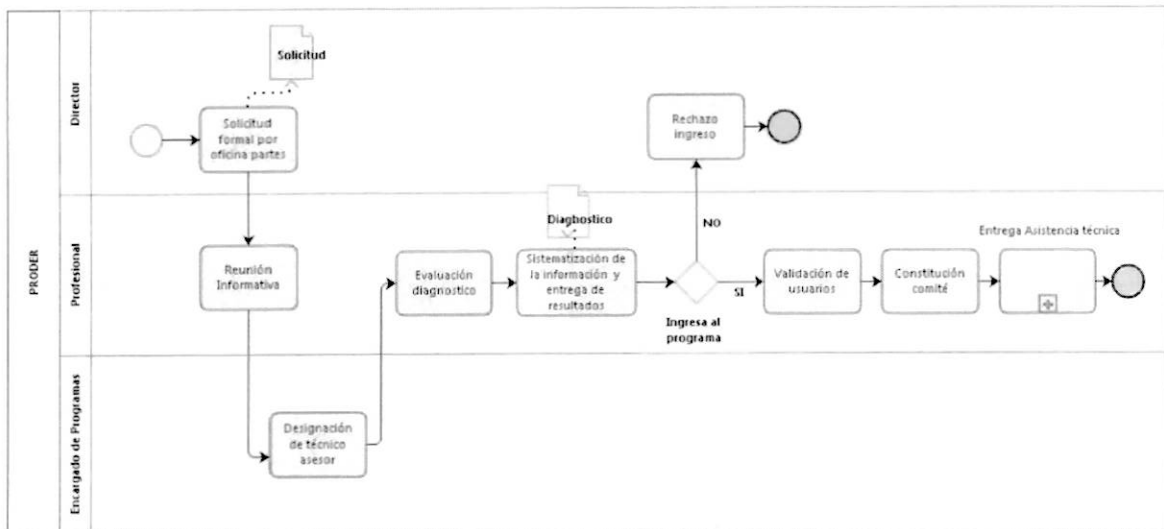 PRODER
Director
Solicitud
Solicitud
formal por
oficina partes
Rechazo
ingreso
Profesional
Reunión
Informativa
Evaluación
diagnostico
Diagbostico
Sistematización de
la información y
entrega de
resultados
NO
SI
Ingresa al
programa
Validación de
usuarios
Constitución
comité
Entrega Asistencia técnica
Encargado de Programas
Designación
de técnico
asesor